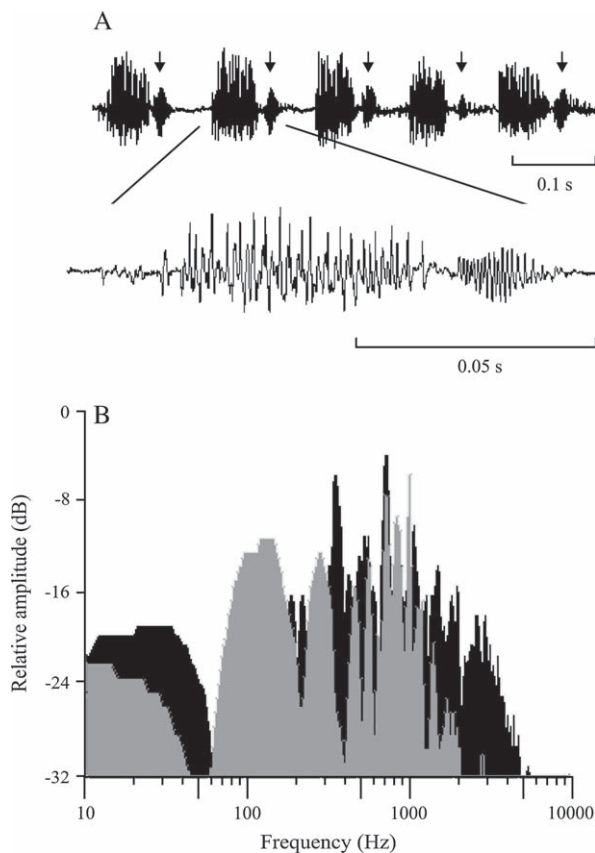 A
0.1 s
0.05 s
B
0
-8
-16
-24
-32
Relative amplitude (dB)
10
100
1000
10000
Frequency (Hz)